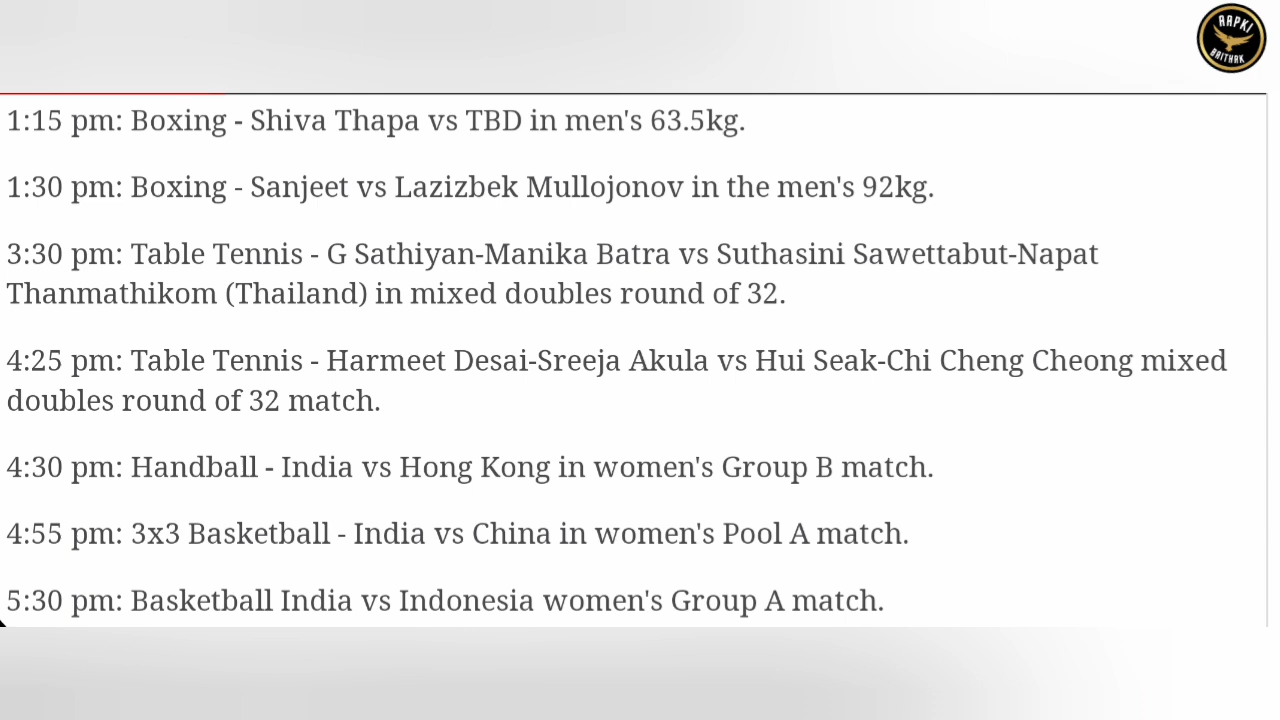 AAPKI
BAITHAK
1:15 pm: Boxing - Shiva Thapa vs TBD in men's 63.5kg.
1:30 pm: Boxing - Sanjeet vs Lazizbek Mullojonov in the men's 92kg.
3:30 pm: Table Tennis - G Sathiyan-Manika Batra vs Suthasini Sawettabut-Napat
Thanmathikom (Thailand) in mixed doubles round of 32.
4:25 pm: Table Tennis - Harmeet Desai-Sreeja Akula vs Hui Seak-Chi Cheng Cheong mixed
doubles round of 32 match.
4:30 pm: Handball - India vs Hong Kong in women's Group B match.
4:55 pm: 3x3 Basketball - India vs China in women's Pool A match.
5:30 pm: Basketball India vs Indonesia women's Group A match.